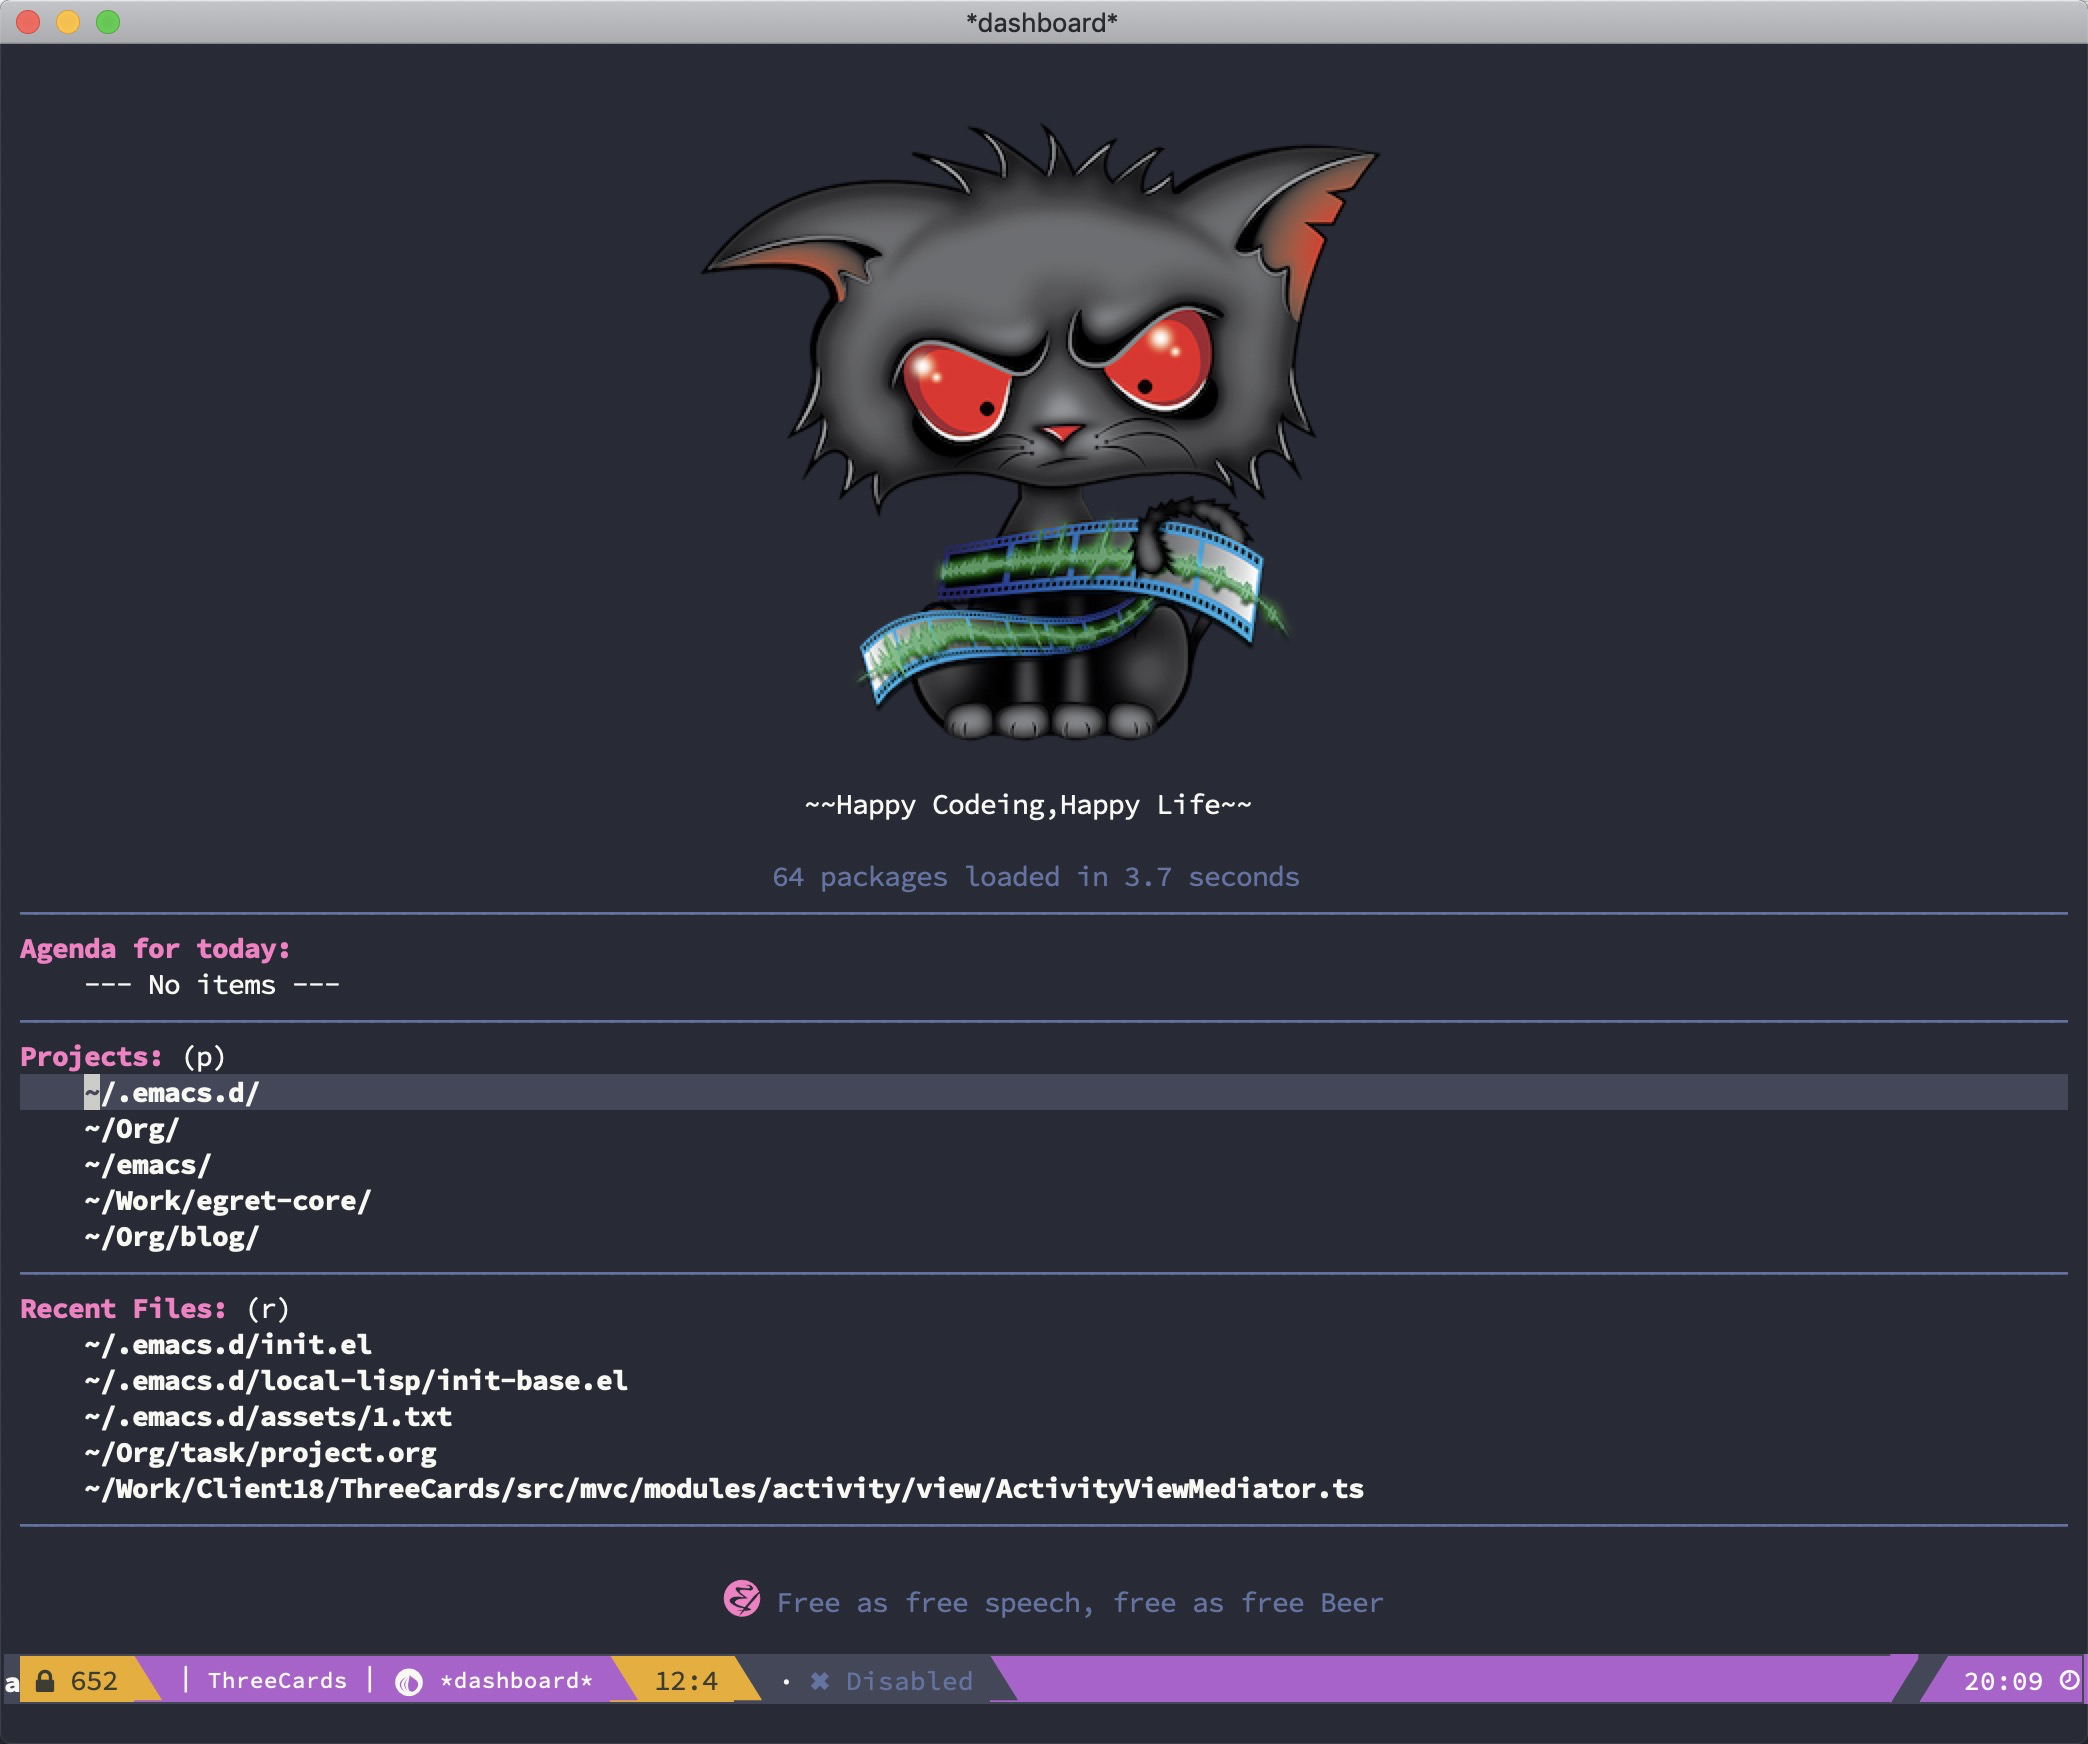 *dashboard*
~~Happy Codeing,Happy Life~~
64 packages loaded in 3.7 seconds
Agenda for today:
--- No items ---
Projects: (p)
~/.emacs.d/
~/Org/
~/emacs/
~/Work/egret-core/
~/Org/blog/
Recent Files: (r)
~/.emacs.d/init.el
~/.emacs.d/local-lisp/init-base.el
~/.emacs.d/assets/1.txt
~/Org/task/project.org
~/Work/Client18/ThreeCards/src/mvc/modules/activity/view/ActivityViewMediator.ts
Free as free speech, free as free Beer
a 652 | ThreeCards | *dashboard* 12:4 · ✖ Disabled 20:09